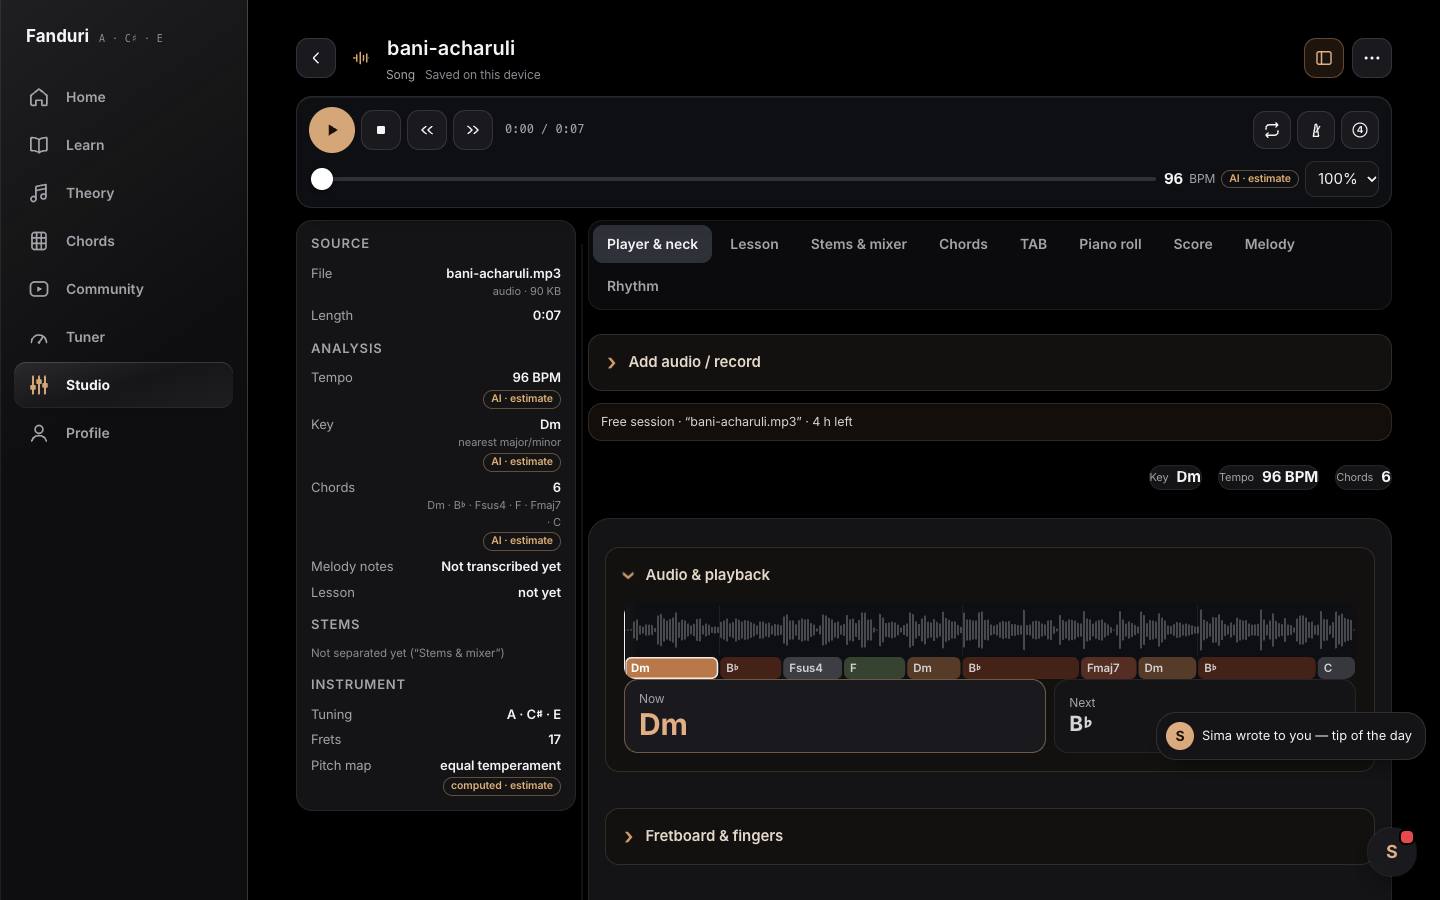 Fanduri A · C♯ · E
Home
Learn
Theory
Chords
Community
Tuner
Studio
Profile
bani-acharuli
Song Saved on this device
0:00 / 0:07
4
96 BPM AI · estimate 100%
SOURCE
File bani-acharuli.mp3
audio · 90 KB
Length 0:07
ANALYSIS
Tempo 96 BPM
AI · estimate
Key Dm
nearest major/minor
AI · estimate
Chords 6
Dm · B♭ · Fsus4 · F · Fmaj7
· C
AI · estimate
Melody notes Not transcribed yet
Lesson not yet
STEMS
Not separated yet (“Stems & mixer”)
INSTRUMENT
Tuning A · C♯ · E
Frets 17
Pitch map equal temperament
computed · estimate
Player & neck Lesson Stems & mixer Chords TAB Piano roll Score Melody
Rhythm
Add audio / record
Free session · “bani-acharuli.mp3” · 4 h left
Key Dm Tempo 96 BPM Chords 6
Audio & playback
Dm B♭ Fsus4 F Dm B♭ Fmaj7 Dm B♭ C
Now
Dm
Next
B♭
S Sima wrote to you — tip of the day
Fretboard & fingers
S